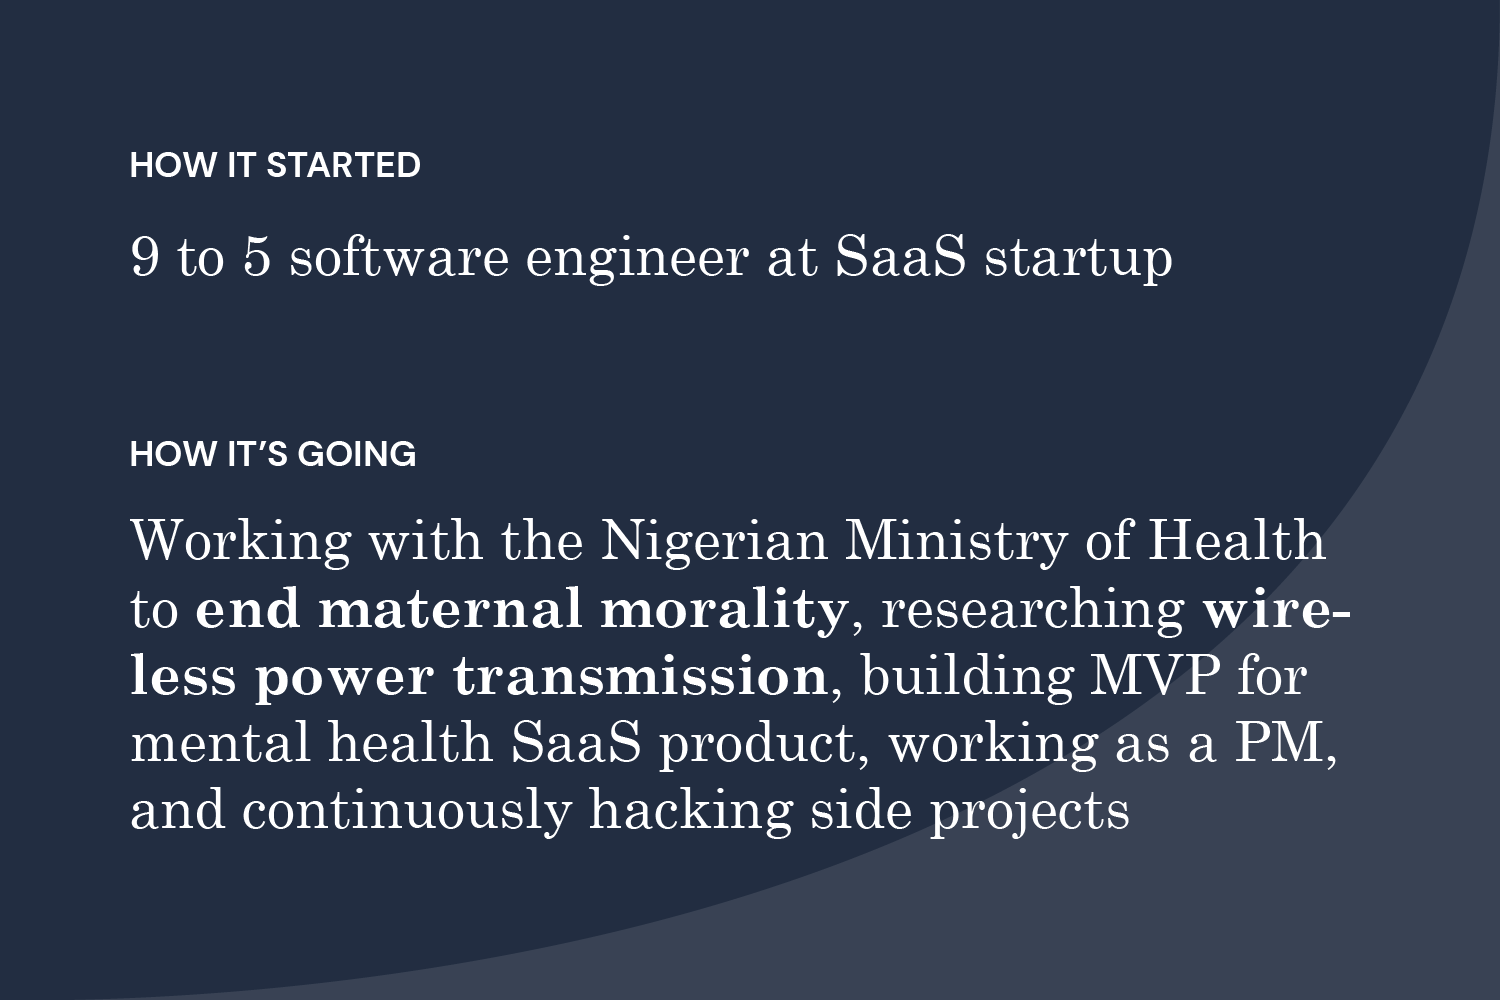 HOW IT STARTED
9 to 5 software engineer at SaaS startup
HOW IT’S GOING
Working with the Nigerian Ministry of Health
to end maternal morality, researching wire-
less power transmission, building MVP for
mental health SaaS product, working as a PM,
and continuously hacking side projects